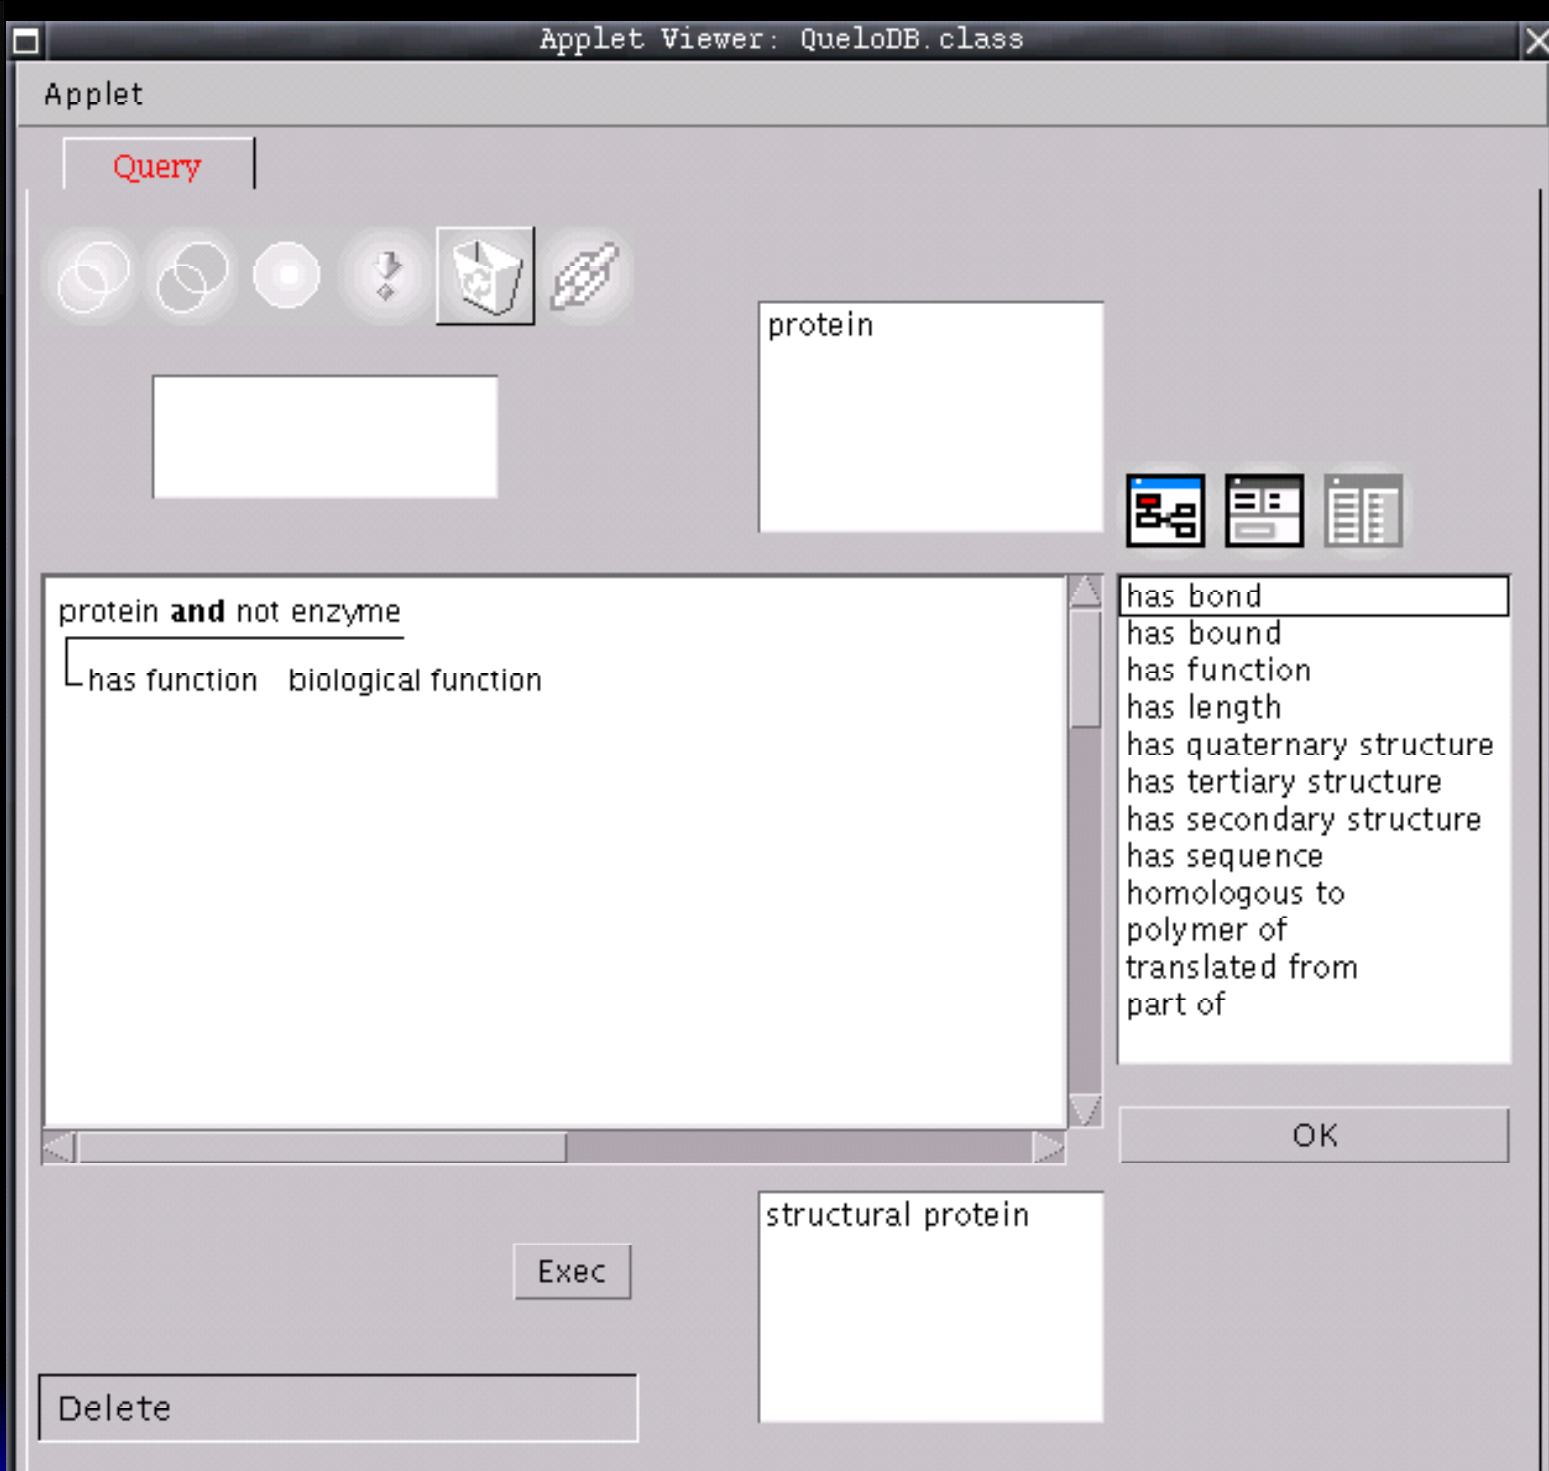 Applet Viewer: QueloDB.class
Applet
Query
protein
protein and not enzyme
has function biological function
has bond
has bound
has function
has length
has quaternary structure
has tertiary structure
has secondary structure
has sequence
homologous to
polymer of
translated from
part of
OK
structural protein
Exec
Delete